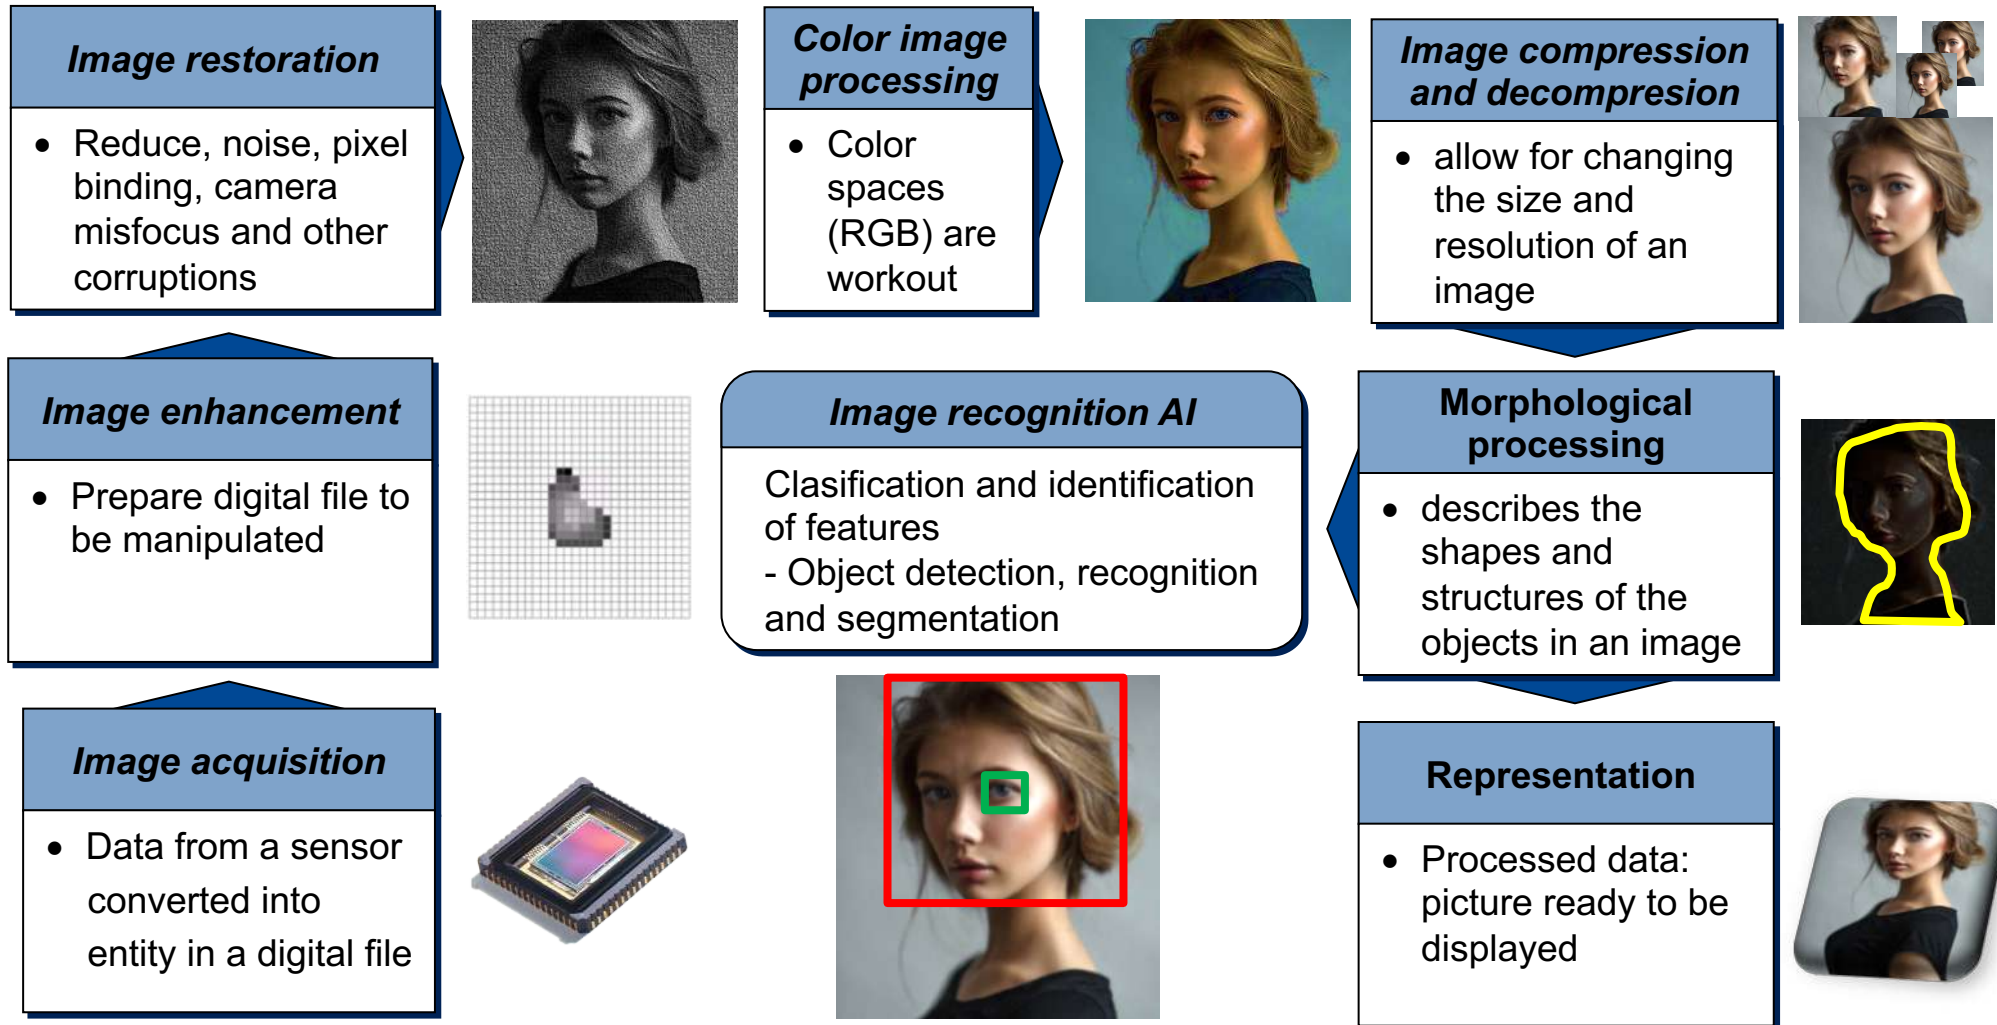 Image restoration
• Reduce, noise, pixel
binding, camera
misfocus and other
corruptions
Color image
processing
• Color
spaces
(RGB) are
workout
Image compression
and decompresion
• allow for changing
the size and
resolution of an
image
Image enhancement
• Prepare digital file to
be manipulated
Image recognition AI
Clasification and identification
of features
- Object detection, recognition
and segmentation
Morphological
processing
• describes the
shapes and
structures of the
objects in an image
Image acquisition
• Data from a sensor
converted into
entity in a digital file
Representation
• Processed data:
picture ready to be
displayed